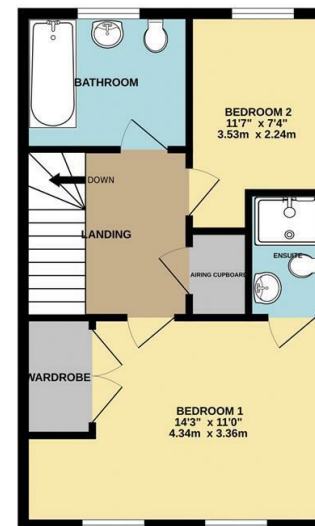 BATHROOM
BEDROOM 2
11'7" x 7'4"
3.53m x 2.24m
DOWN
LANDING
ENSUITE
AIRING CUPBOARD
WARDROBE
BEDROOM 1
14'3" x 11'0"
4.34m x 3.36m